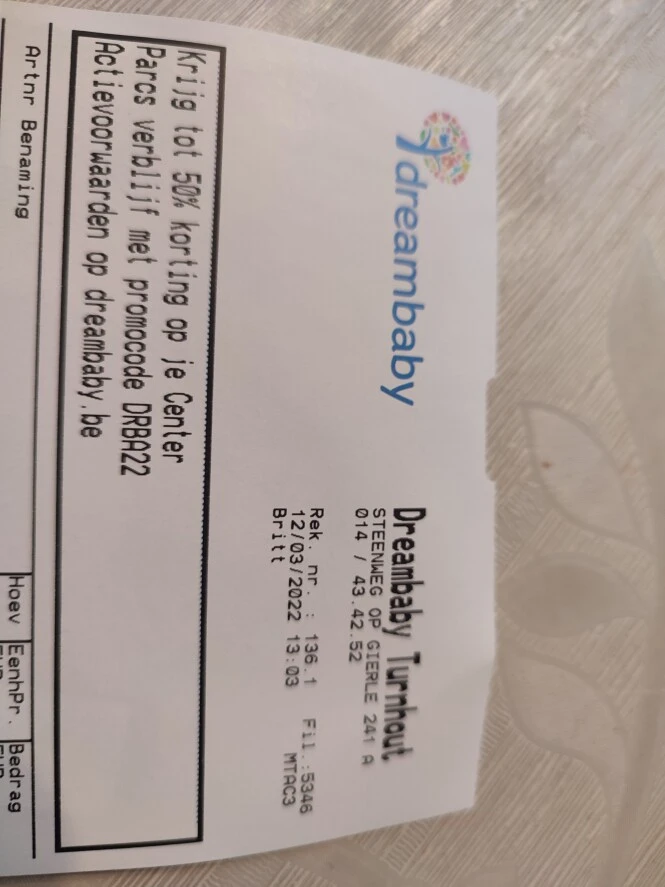 dreambaby
Dreambaby Turnhout
STEENWEG OP GIERLE 241 A
014 / 43.42.52
Rek. nr. : 136.1 Fil.:5346
12/03/2022 13:03 MTAC3
Britt
Krijg tot 50% korting op je Center
Parcs verblijf met promocode DRBA22
Actievoorwaarden op dreambaby.be
Artnr Benaming Hoev EenhPr. Bedrag